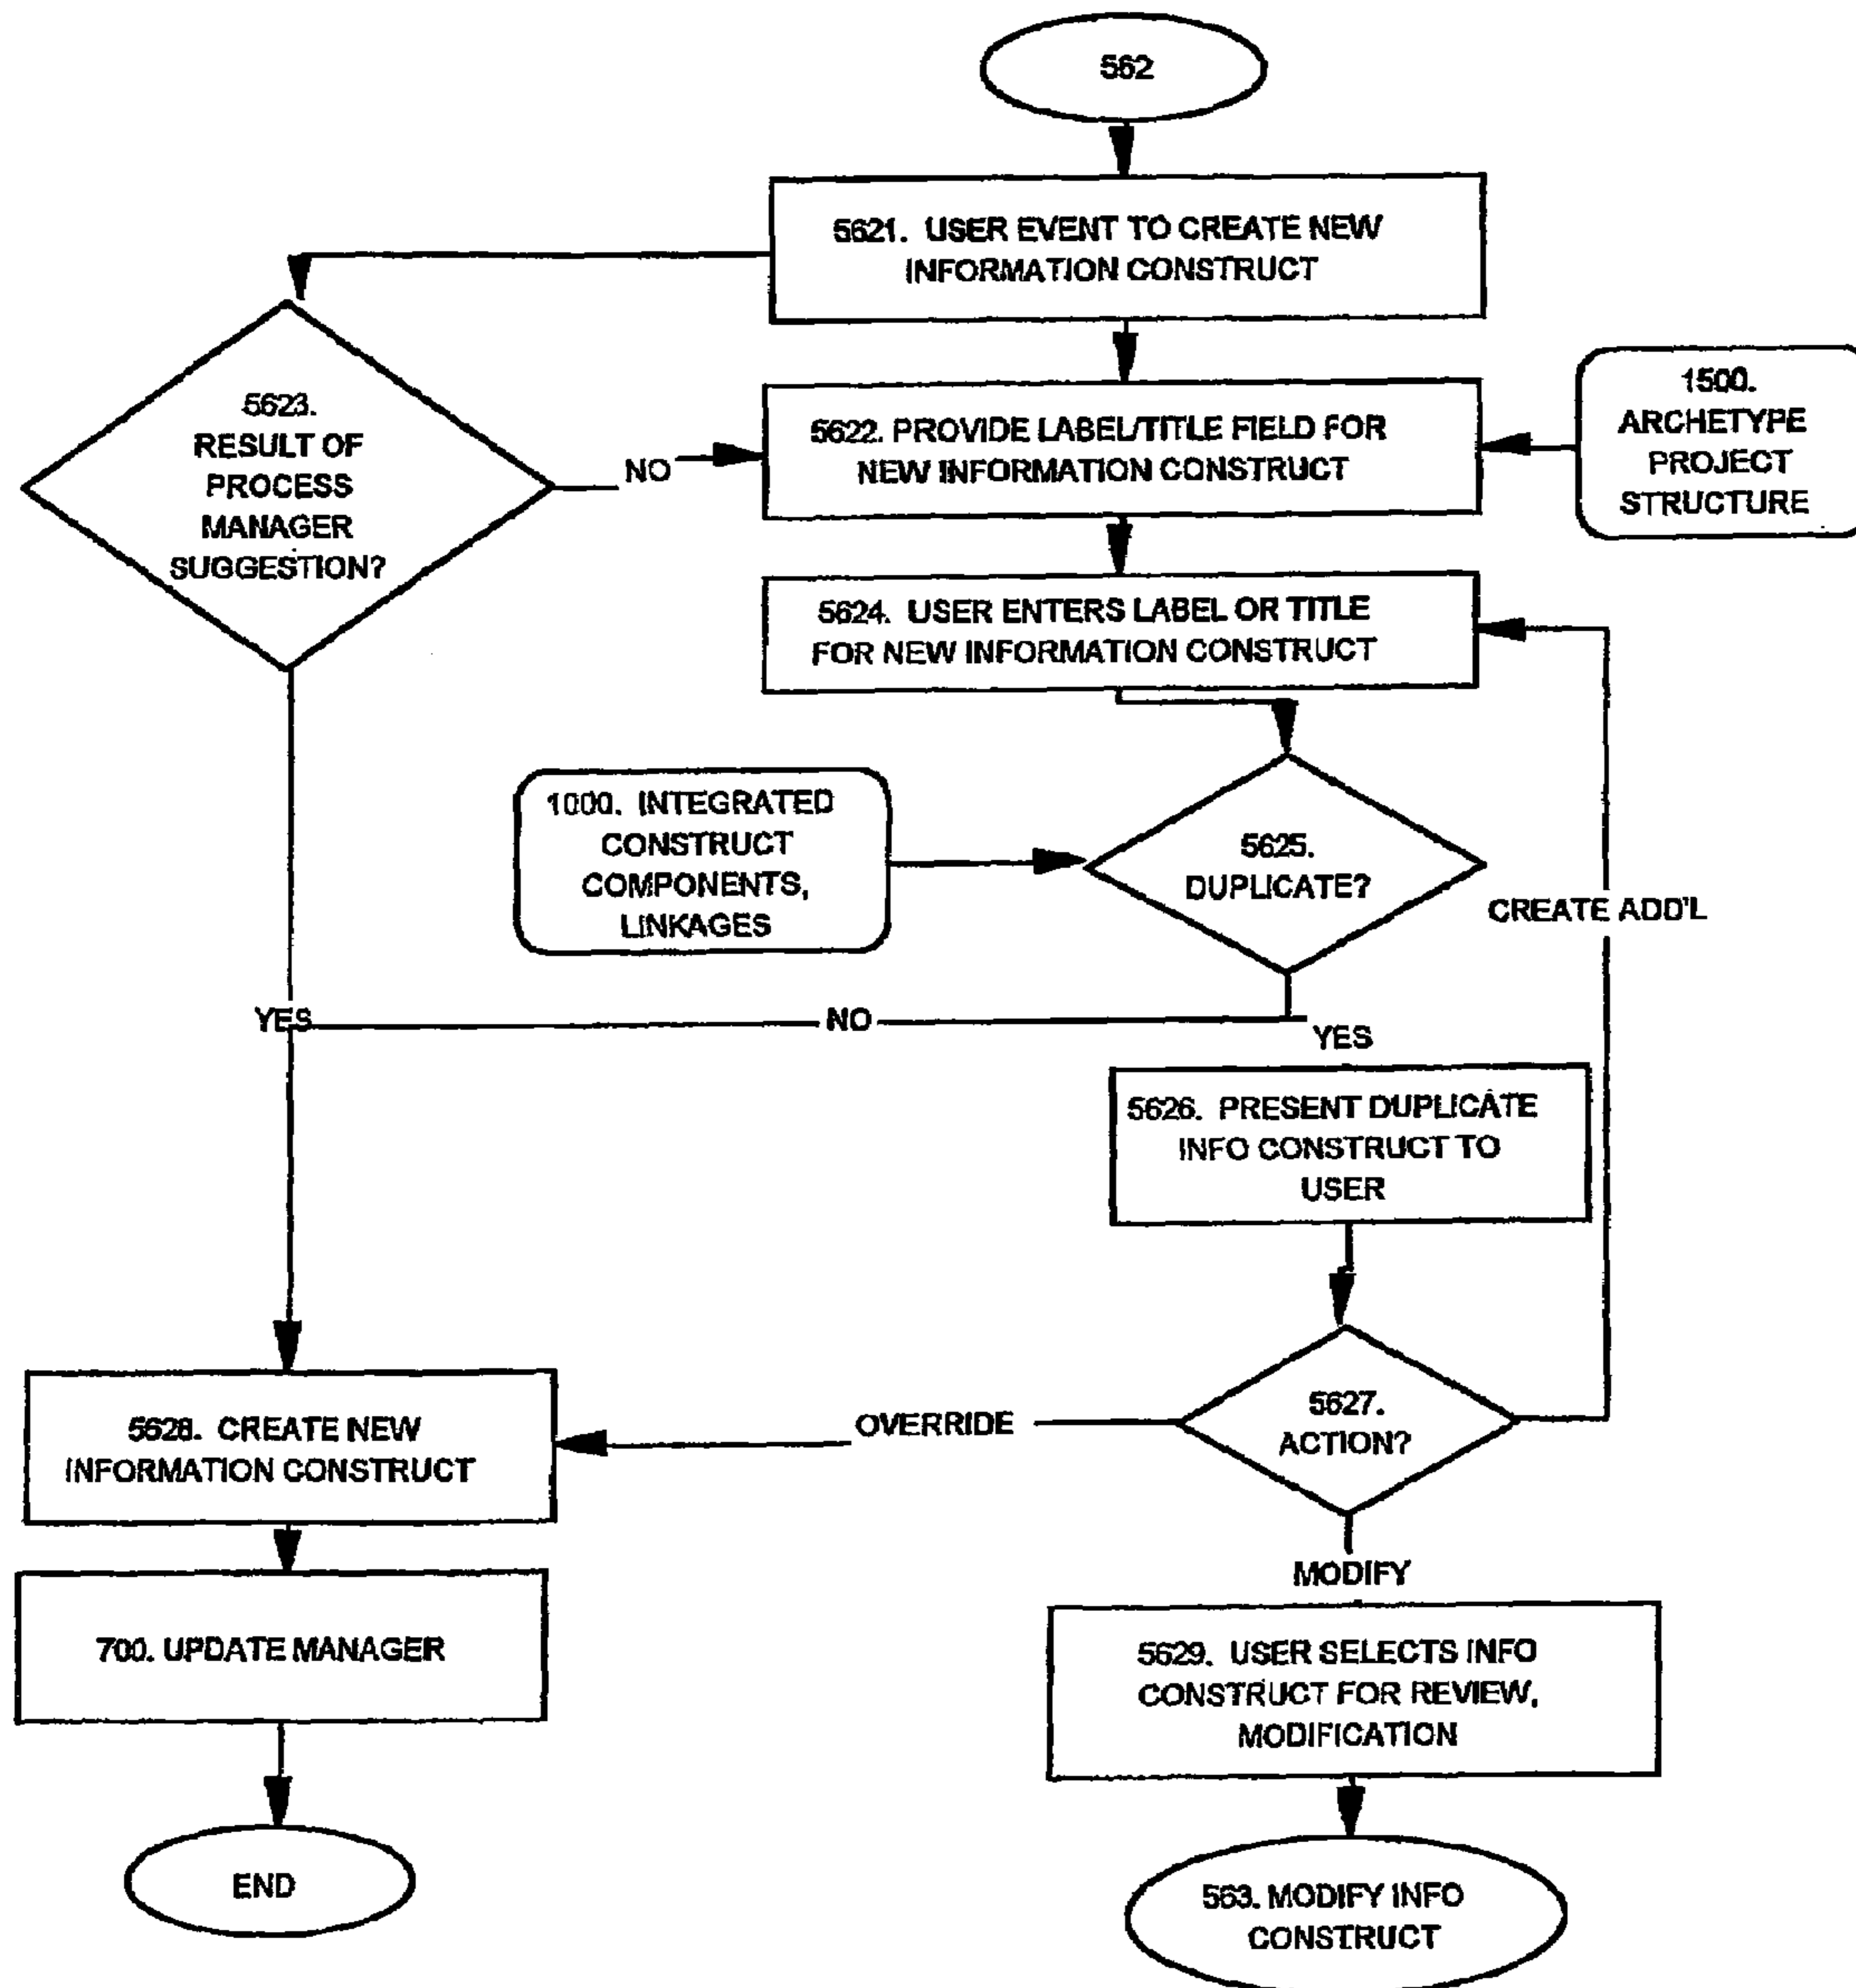 562
5621. USER EVENT TO CREATE NEW
INFORMATION CONSTRUCT
5623.
RESULT OF
PROCESS
MANAGER
SUGGESTION?
NO
5622. PROVIDE LABEL/TITLE FIELD FOR
NEW INFORMATION CONSTRUCT
1500.
ARCHETYPE
PROJECT
STRUCTURE
5624. USER ENTERS LABEL OR TITLE
FOR NEW INFORMATION CONSTRUCT
1000. INTEGRATED
CONSTRUCT
COMPONENTS,
LINKAGES
5625.
DUPLICATE?
CREATE ADD'L
YES
NO
YES
5626. PRESENT DUPLICATE
INFO CONSTRUCT TO
USER
5627.
ACTION?
OVERRIDE
5628. CREATE NEW
INFORMATION CONSTRUCT
MODIFY
700. UPDATE MANAGER
5629. USER SELECTS INFO
CONSTRUCT FOR REVIEW,
MODIFICATION
END
563. MODIFY INFO
CONSTRUCT